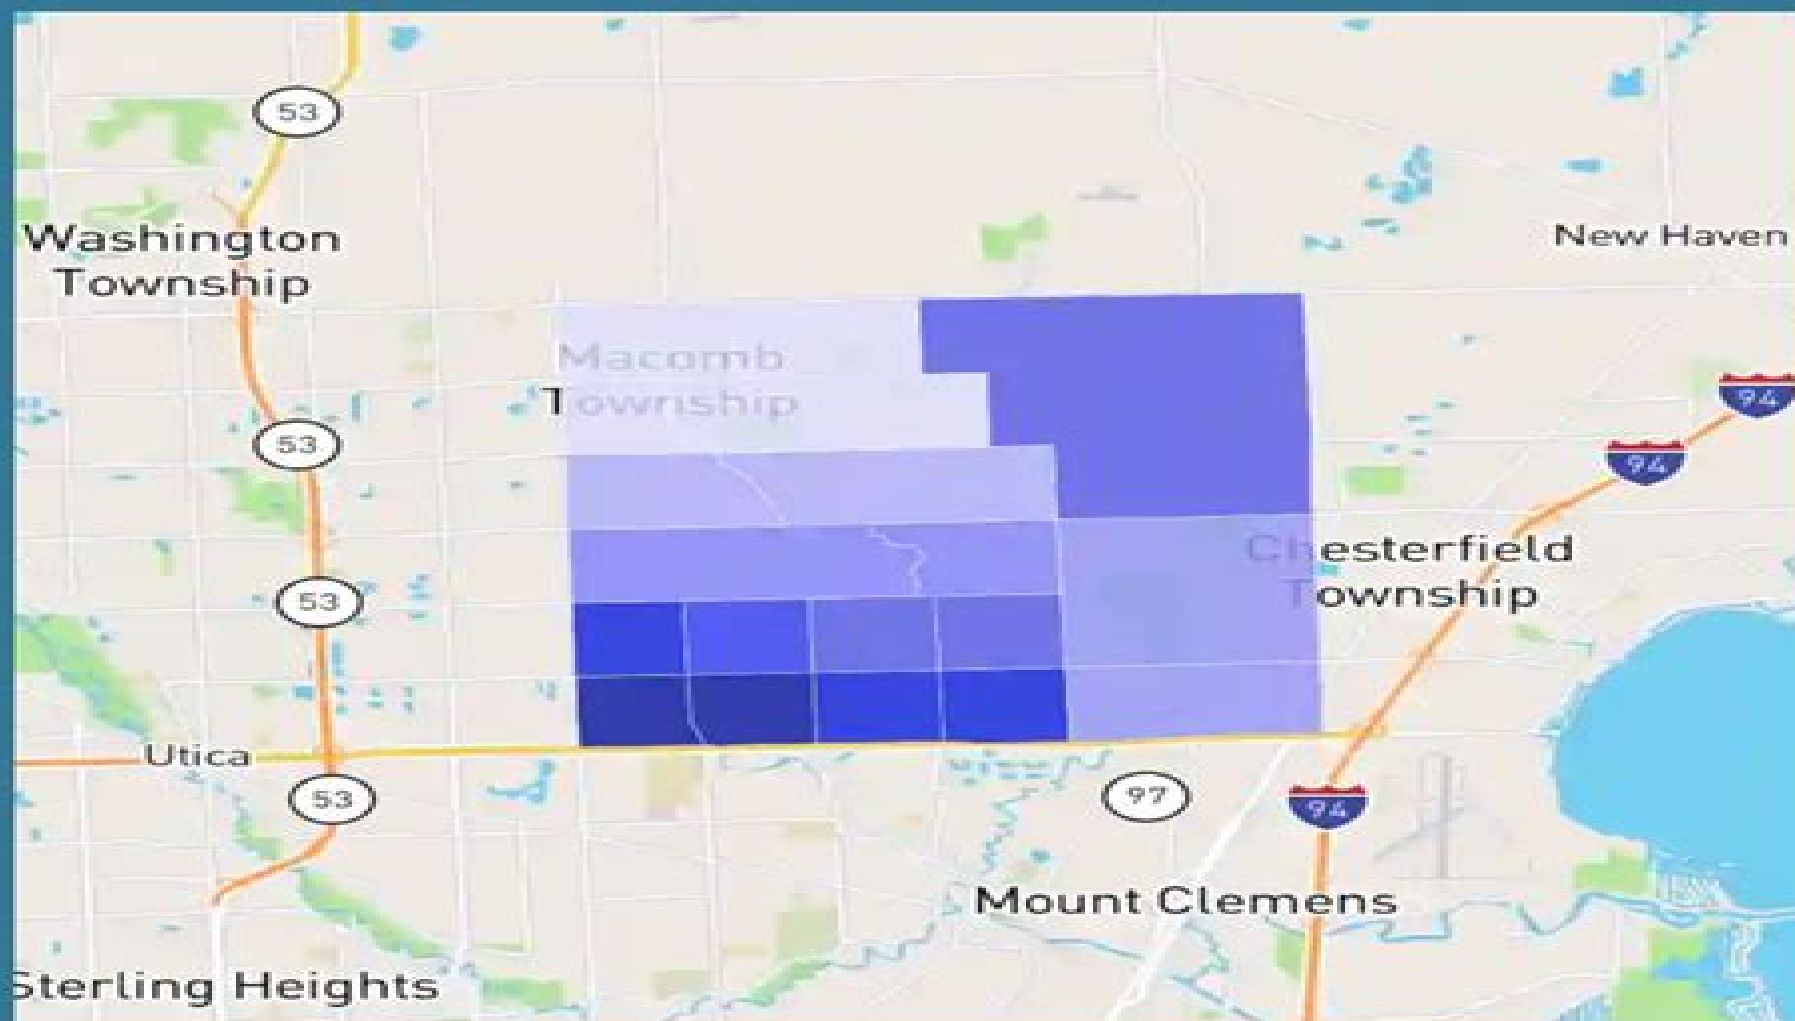 53
Washington
Township
New Haven
Macomb
Township
94
53
94
Chesterfield
Township
53
Utica
53
97
94
Mount Clemens
Sterling Heights